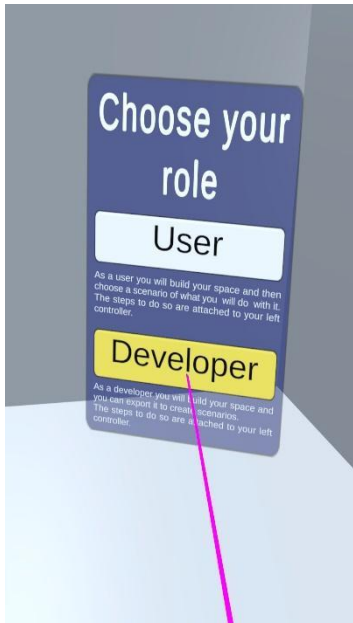 Choose your
role
User
As a user you will build your space and then
choose a scenario of what you will do with it.
The steps to do so are attached to your left
controller.
Developer
As a developer you will build your space and
you can export it to create scenarios.
The steps to do so are attached to your left
controller.